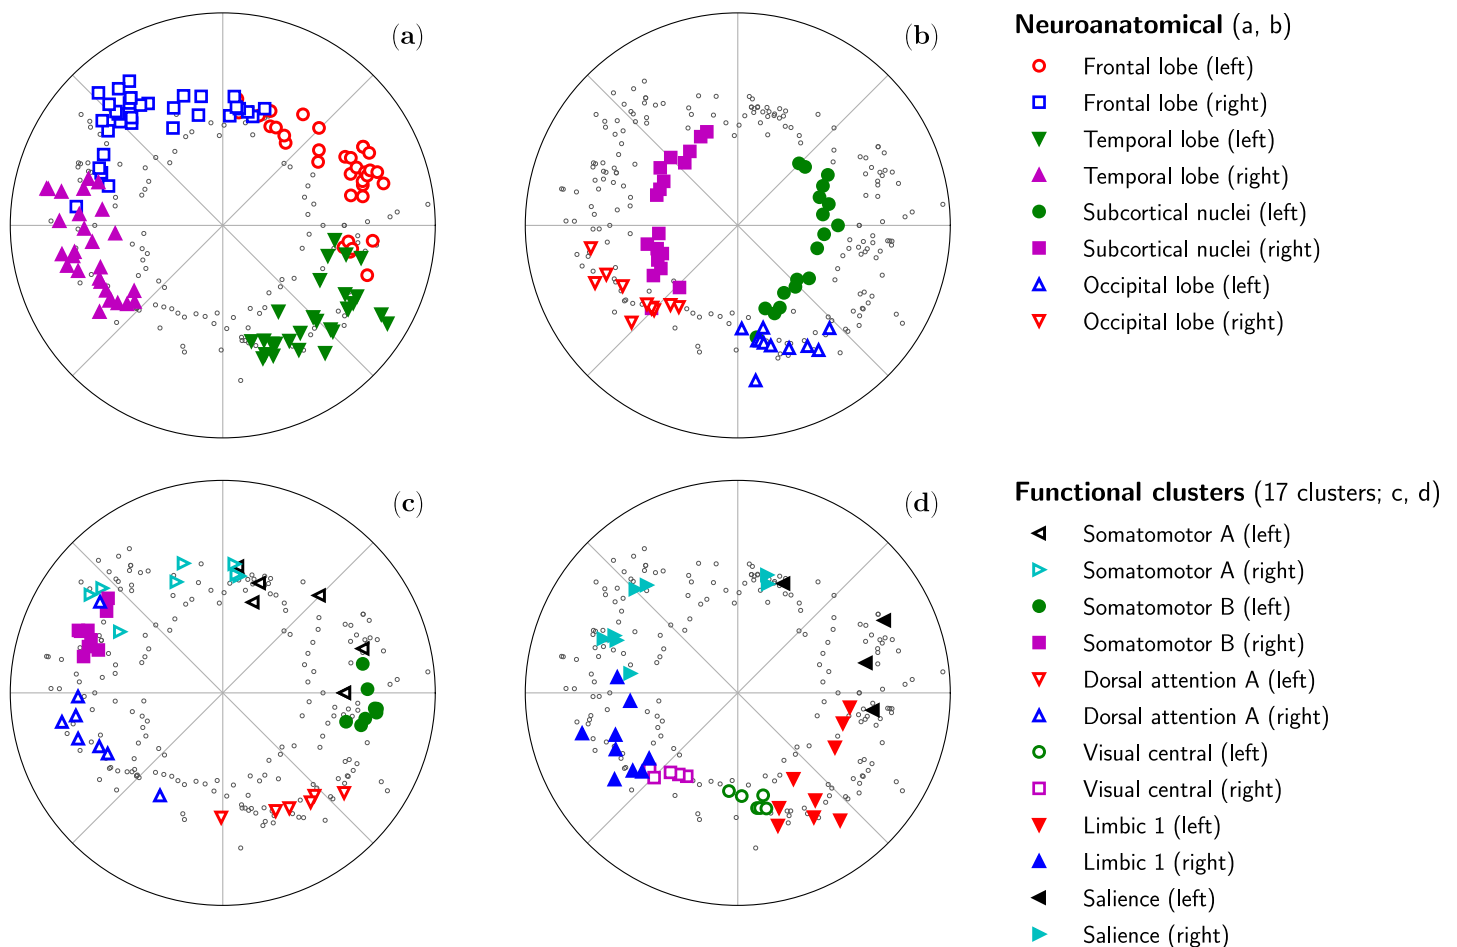 (a)
(b)
Neuroanatomical (a, b)
Frontal lobe (left)
Frontal lobe (right)
Temporal lobe (left)
Temporal lobe (right)
Subcortical nuclei (left)
Subcortical nuclei (right)
Occipital lobe (left)
Occipital lobe (right)
(c)
(d)
Functional clusters (17 clusters; c, d)
Somatomotor A (left)
Somatomotor A (right)
Somatomotor B (left)
Somatomotor B (right)
Dorsal attention A (left)
Dorsal attention A (right)
Visual central (left)
Visual central (right)
Limbic 1 (left)
Limbic 1 (right)
Salience (left)
Salience (right)